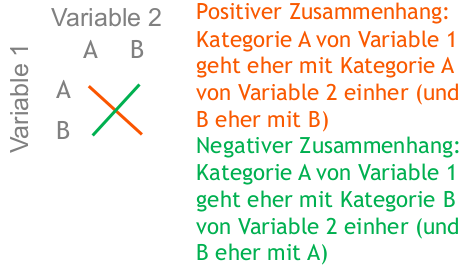 Variable 2
A B
Variable 1
A
B
Positiver Zusammenhang:
Kategorie A von Variable 1
geht eher mit Kategorie A
von Variable 2 einher (und
B eher mit B)
Negativer Zusammenhang:
Kategorie A von Variable 1
geht eher mit Kategorie B
von Variable 2 einher (und
B eher mit A)